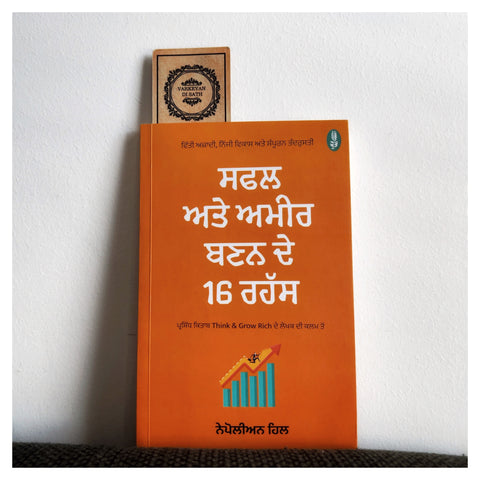 VARKEYAN
DI SATH
ਵਿੱਤੀ ਅਜ਼ਾਦੀ, ਨਿੱਜੀ ਵਿਕਾਸ ਅਤੇ ਸੰਪੂਰਨ ਤੰਦਰੁਸਤੀ
ਸਫਲ
ਅਤੇ ਅਮੀਰ
ਬਣਨ ਦੇ
16 ਰਹੱਸ
ਪ੍ਰਸਿੱਧ ਕਿਤਾਬ Think & Grow Rich ਦੇ ਲੇਖਕ ਦੀ ਕਲਮ ਤੋਂ
ਨੇਪੋਲੀਅਨ ਹਿਲ